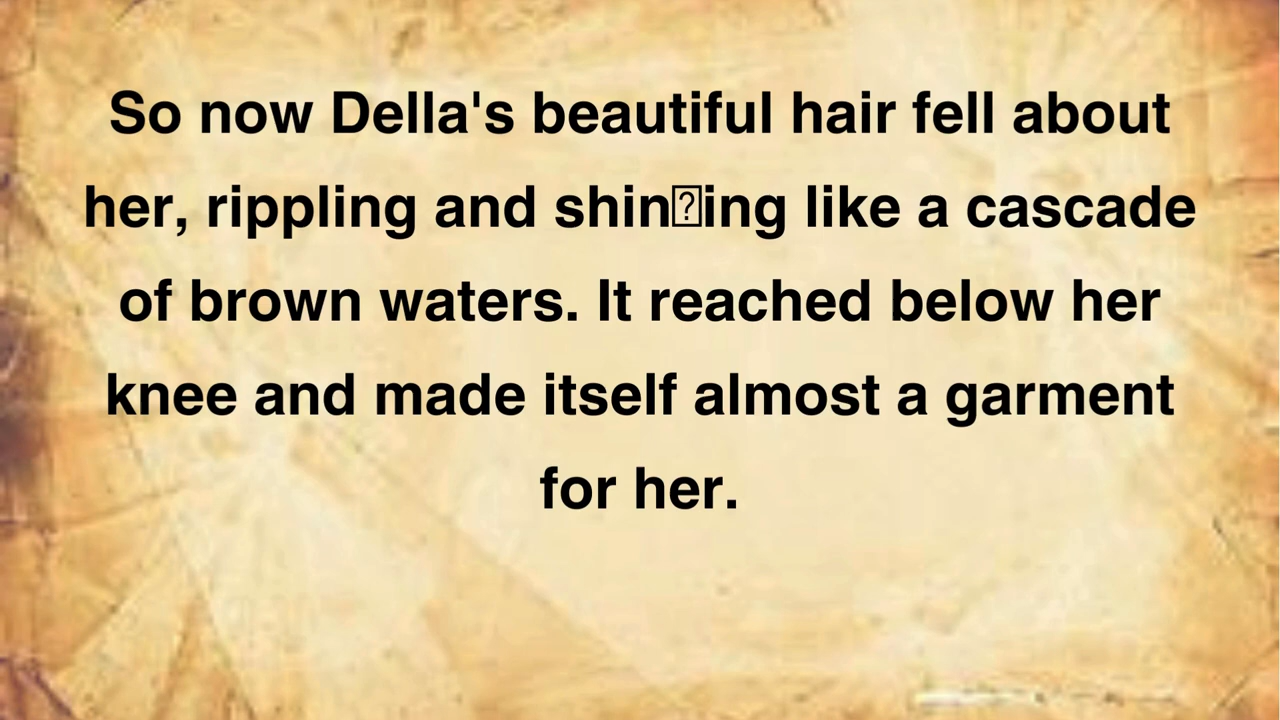 So now Della's beautiful hair fell about
her, rippling and shin�ing like a cascade
of brown waters. It reached below her
knee and made itself almost a garment
for her.